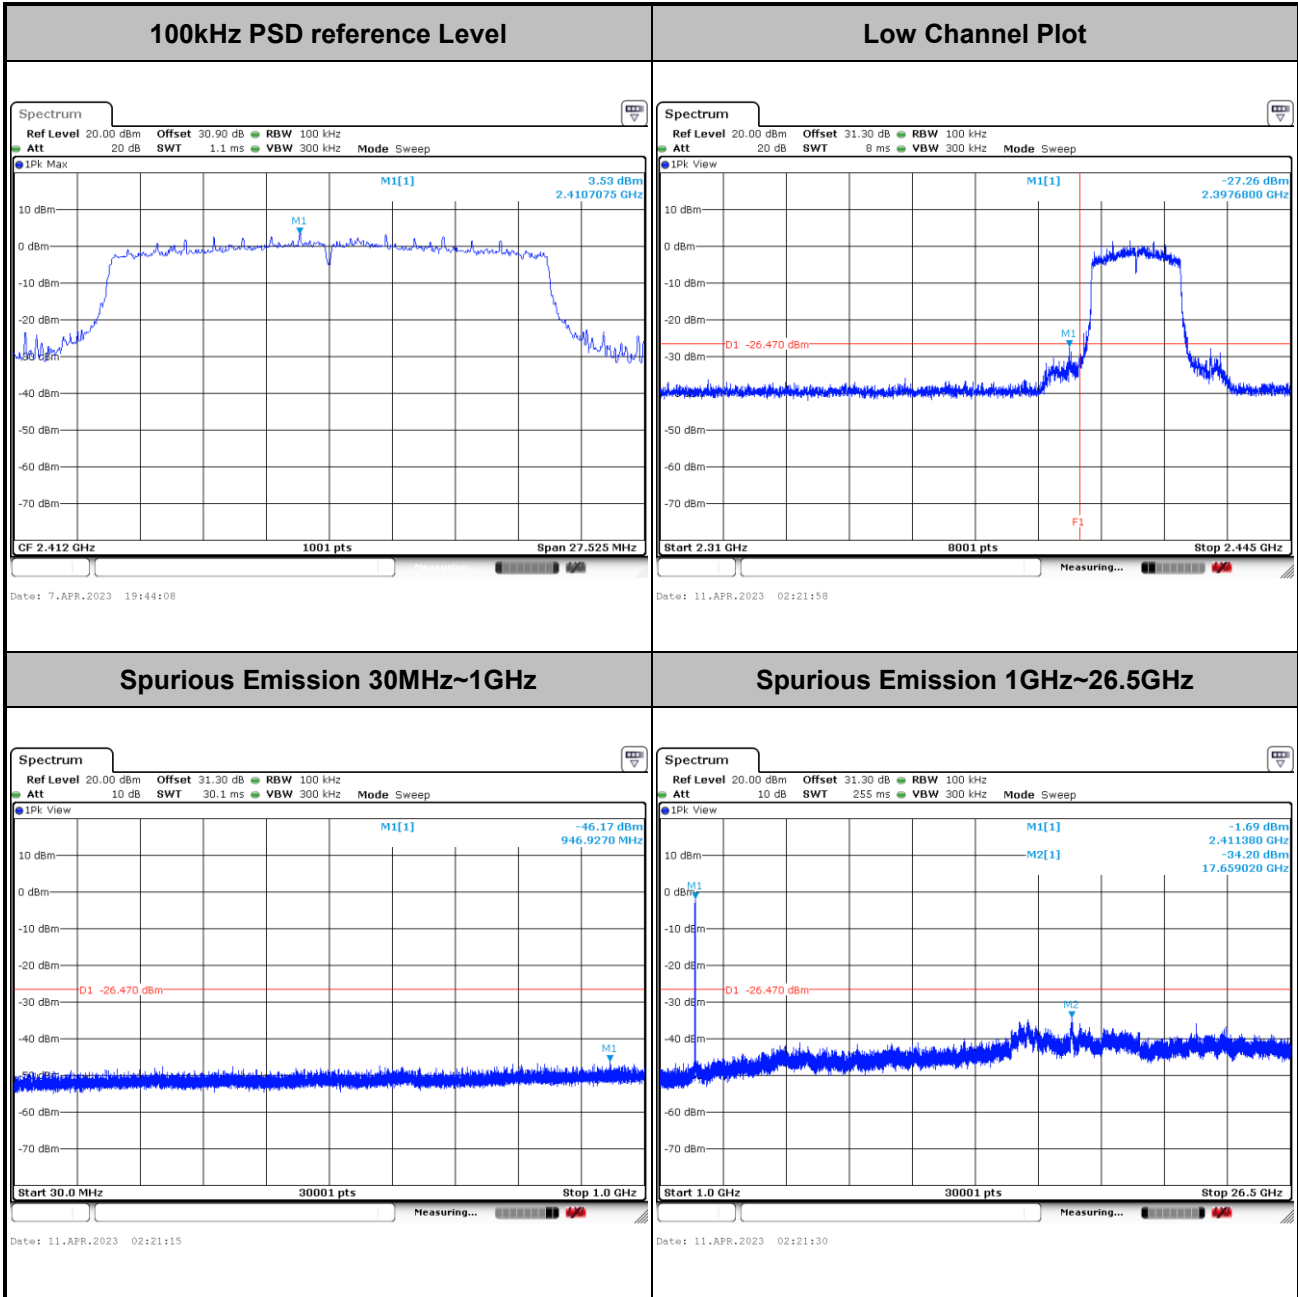 100kHz PSD reference Level
Low Channel Plot
Spectrum
Ref Level 20.00 dBm Offset 30.90 dB RBW 100 kHz
Att 20 dB SWT 1.1 ms VBW 300 kHz Mode Sweep
1Pk Max
M1[1] 3.53 dBm
2.4107075 GHz
10 dBm
M1
0 dBm
-10 dBm
-20 dBm
-30 dBm
-40 dBm
-50 dBm
-60 dBm
-70 dBm
CF 2.412 GHz 1001 pts Span 27.525 MHz
Measuring...
Date: 7.APR.2023 19:44:08
Spectrum
Ref Level 20.00 dBm Offset 31.30 dB RBW 100 kHz
Att 20 dB SWT 8 ms VBW 300 kHz Mode Sweep
1Pk View
M1[1] -27.26 dBm
2.3976800 GHz
10 dBm
0 dBm
-10 dBm
-20 dBm
M1
D1 -26.470 dBm
-30 dBm
-40 dBm
-50 dBm
-60 dBm
-70 dBm
F1
Start 2.31 GHz 8001 pts Stop 2.445 GHz
Measuring...
Date: 11.APR.2023 02:21:58
Spurious Emission 30MHz~1GHz
Spurious Emission 1GHz~26.5GHz
Spectrum
Ref Level 20.00 dBm Offset 31.30 dB RBW 100 kHz
Att 10 dB SWT 30.1 ms VBW 300 kHz Mode Sweep
1Pk View
M1[1] -46.17 dBm
946.9270 MHz
10 dBm
0 dBm
-10 dBm
-20 dBm
D1 -26.470 dBm
-30 dBm
-40 dBm
M1
-50 dBm
-60 dBm
-70 dBm
Start 30.0 MHz 30001 pts Stop 1.0 GHz
Measuring...
Date: 11.APR.2023 02:21:15
Spectrum
Ref Level 20.00 dBm Offset 31.30 dB RBW 100 kHz
Att 10 dB SWT 255 ms VBW 300 kHz Mode Sweep
1Pk View
M1[1] -1.69 dBm
2.411380 GHz
M2[1] -34.20 dBm
17.659020 GHz
10 dBm
M1
0 dBm
-10 dBm
-20 dBm
D1 -26.470 dBm
-30 dBm
M2
-40 dBm
-50 dBm
-60 dBm
-70 dBm
Start 1.0 GHz 30001 pts Stop 26.5 GHz
Measuring...
Date: 11.APR.2023 02:21:30